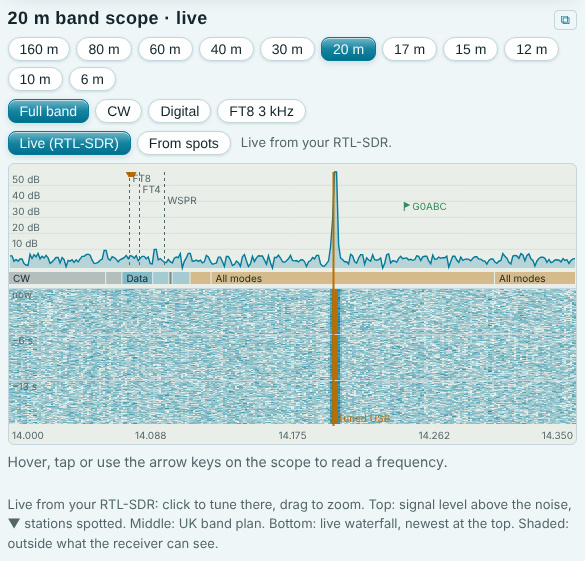 20 m band scope · live
160 m 80 m 60 m 40 m 30 m 20 m 17 m 15 m 12 m
10 m 6 m
Full band CW Digital FT8 3 kHz
Live (RTL-SDR) From spots Live from your RTL-SDR.
50 dB
FT8
FT4
40 dB
WSPR
30 dB
G0ABC
20 dB
10 dB
CW Data All modes All modes
now
−6 s
−13 s
tuned USB
14.000 14.088 14.175 14.262 14.350
Hover, tap or use the arrow keys on the scope to read a frequency.
Live from your RTL-SDR: click to tune there, drag to zoom. Top: signal level above the noise,
▼ stations spotted. Middle: UK band plan. Bottom: live waterfall, newest at the top. Shaded:
outside what the receiver can see.